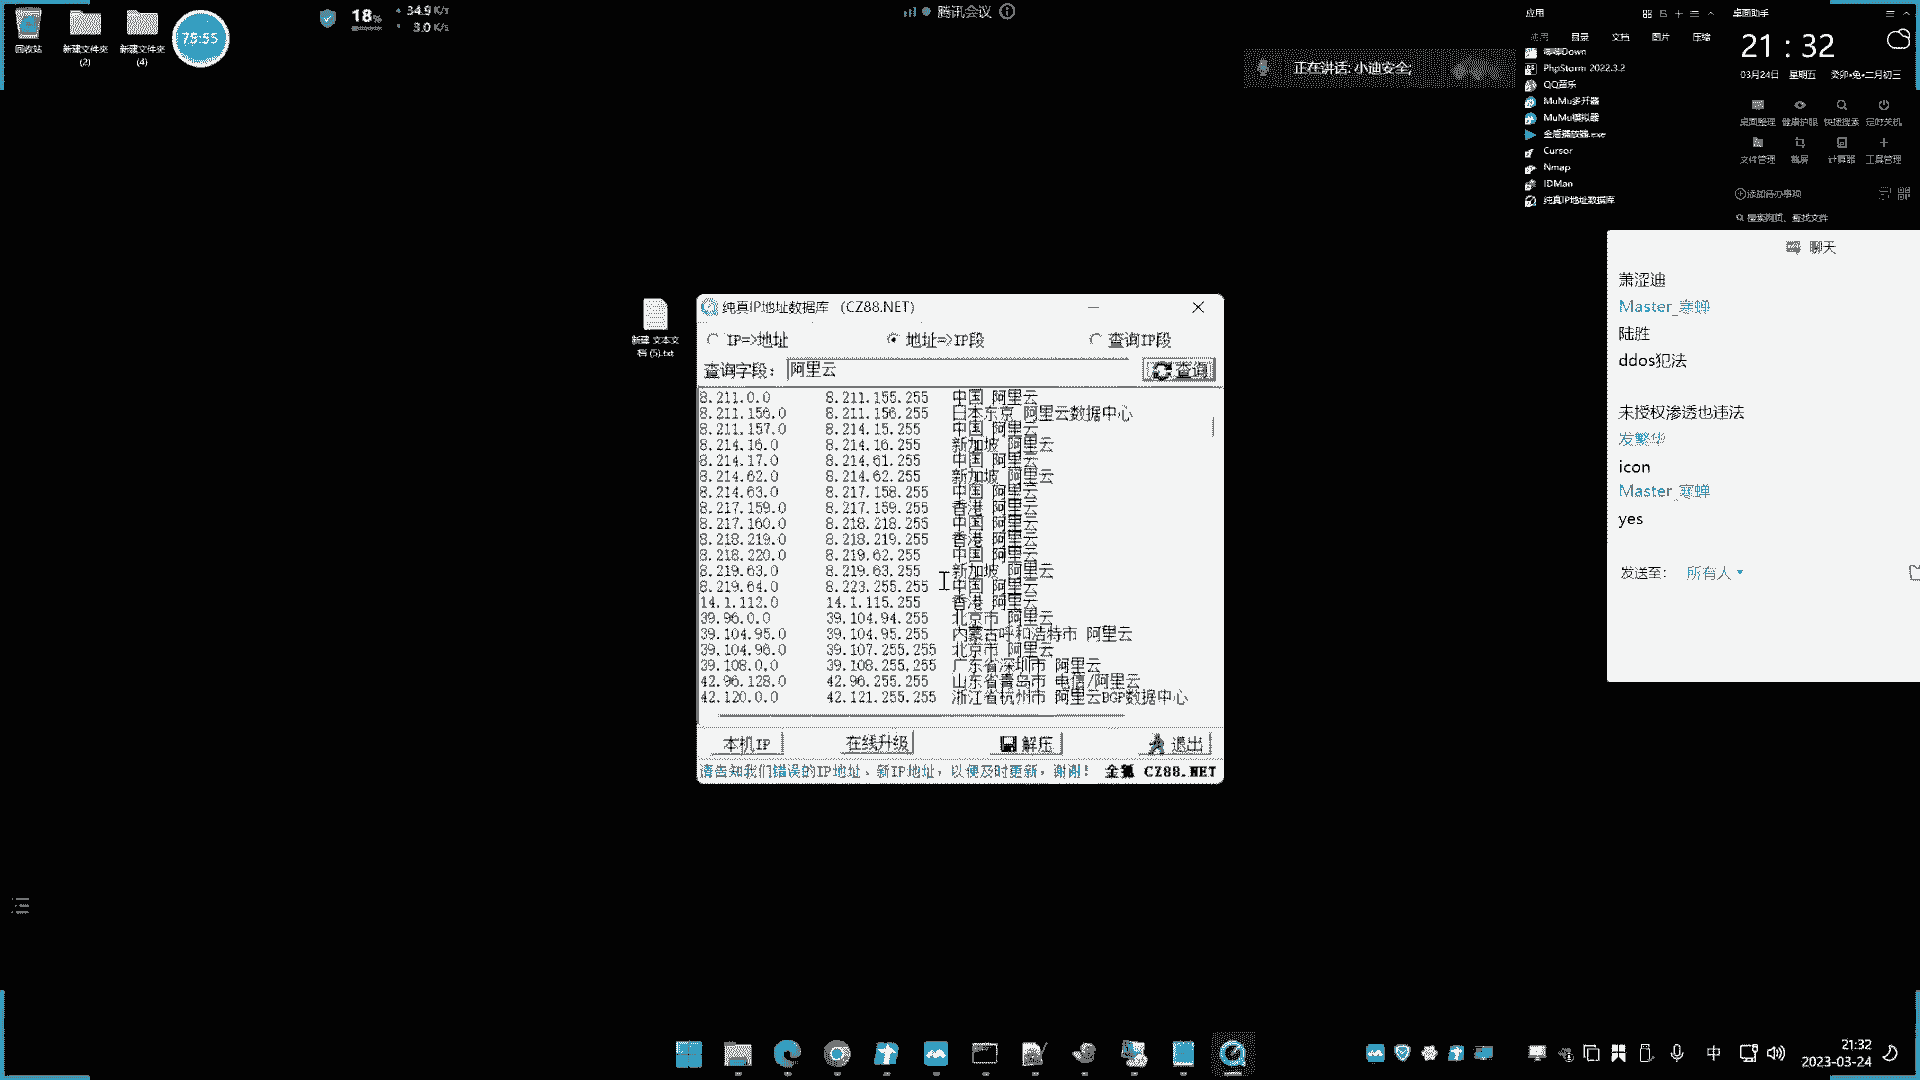 回收站
新建文件夹
(2)
新建文件夹
(4)
75:55
18%
34.9 K/s
3.0 K/s
腾讯会议
正在讲话: 小迪安全;
应用
桌面助手
目录
文档
图片
压缩
PhpStorm 2022.3.2
QQ音乐
MuMu多开器
MuMu模拟器
全感播放器.exe
Cursor
Nmap
IDMan
纯真IP地址数据库
21 : 32
03月24日 星期五 癸卯•兔•二月初三
桌面整理 健康护眼 快捷搜索 定时关机
文件管理 截屏 计算器 工具管理
添加待办事项
搜索网页、查找文件
聊天
萧涩迪
Master_寒蝉
陆胜
ddos犯法
未授权渗透也违法
发繁华
icon
Master_寒蝉
yes
发送至: 所有人
新建 文本文
档 (5).txt
纯真IP地址数据库 (CZ88.NET)
IP=>地址 地址=>IP段 查询IP段
查询字段: 阿里云 查询
8.211.0.0 8.211.155.255 中国 阿里云
8.211.156.0 8.211.156.255 日本东京 阿里云数据中心
8.211.157.0 8.214.15.255 中国 阿里云
8.214.16.0 8.214.16.255 新加坡 阿里云
8.214.17.0 8.214.61.255 中国 阿里云
8.214.62.0 8.214.62.255 新加坡 阿里云
8.214.63.0 8.217.158.255 中国 阿里云
8.217.159.0 8.217.159.255 香港 阿里云
8.217.160.0 8.218.218.255 中国 阿里云
8.218.219.0 8.218.219.255 香港 阿里云
8.218.220.0 8.219.62.255 中国 阿里云
8.219.63.0 8.219.63.255 新加坡 阿里云
8.219.64.0 8.223.255.255 中国 阿里云
14.1.112.0 14.1.115.255 香港 阿里云
39.96.0.0 39.104.94.255 北京市 阿里云
39.104.95.0 39.104.95.255 内蒙古呼和浩特市 阿里云
39.104.96.0 39.107.255.255 北京市 阿里云
39.108.0.0 39.108.255.255 广东省深圳市 阿里云
42.96.128.0 42.96.255.255 山东省青岛市 电信/阿里云
42.120.0.0 42.121.255.255 浙江省杭州市 阿里云BGP数据中心
本机IP 在线升级 解压 退出
请告知我们错误的IP地址、新IP地址，以便及时更新，谢谢! 金狐 CZ88.NET
中
21:32
2023-03-24